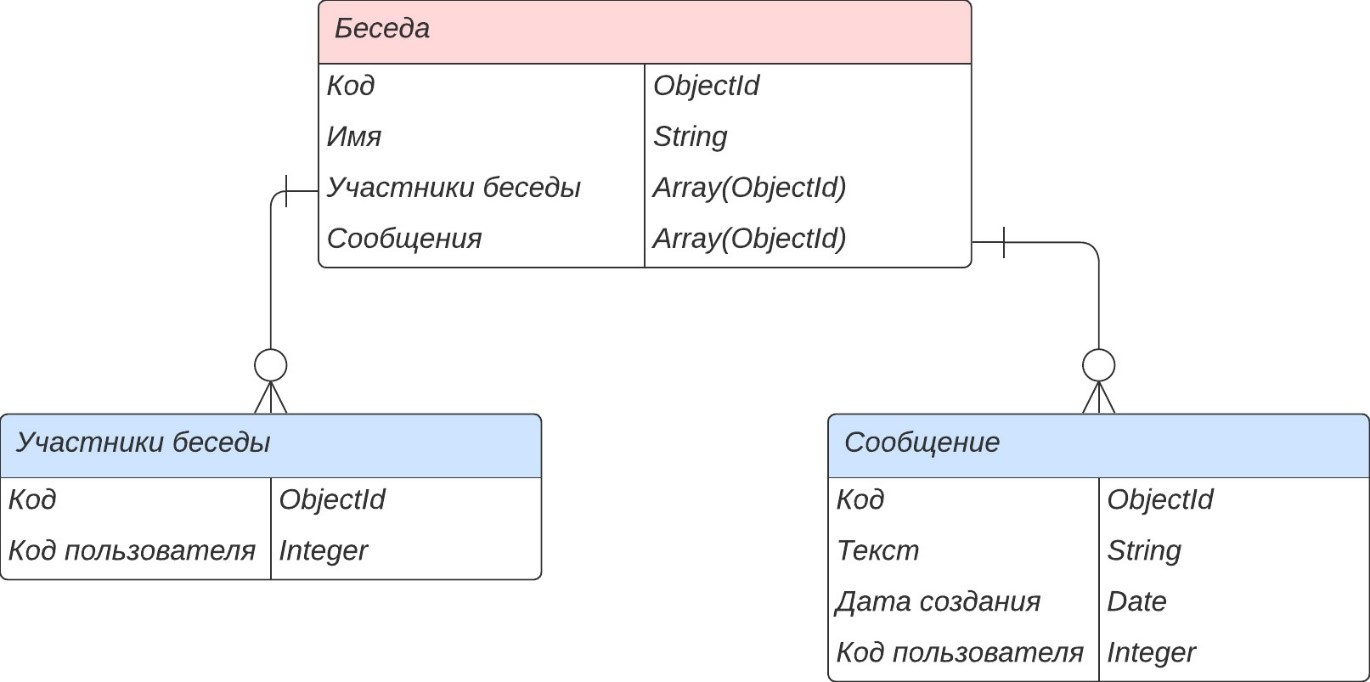 Беседа
Код ObjectId
Имя String
Участники беседы Array(ObjectId)
Сообщения Array(ObjectId)
Участники беседы
Код ObjectId
Код пользователя Integer
Сообщение
Код ObjectId
Текст String
Дата создания Date
Код пользователя Integer